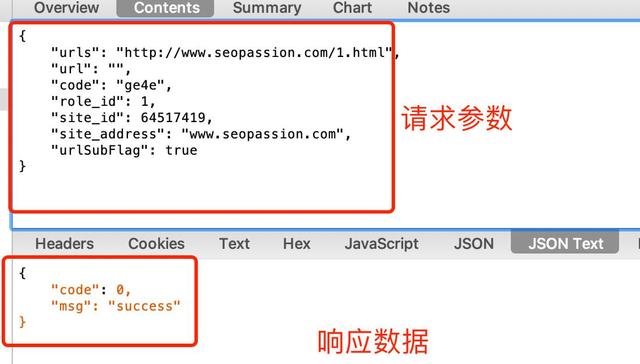 Overview Contents Summary Chart Notes
{
"urls": "http://www.seopassion.com/1.html",
"url": "",
"code": "ge4e",
"role_id": 1,
"site_id": 64517419,
"site_address": "www.seopassion.com",
"urlSubFlag": true
}
请求参数
Headers Cookies Text Hex JavaScript JSON JSON Text
{
"code": 0,
"msg": "success"
}
响应数据